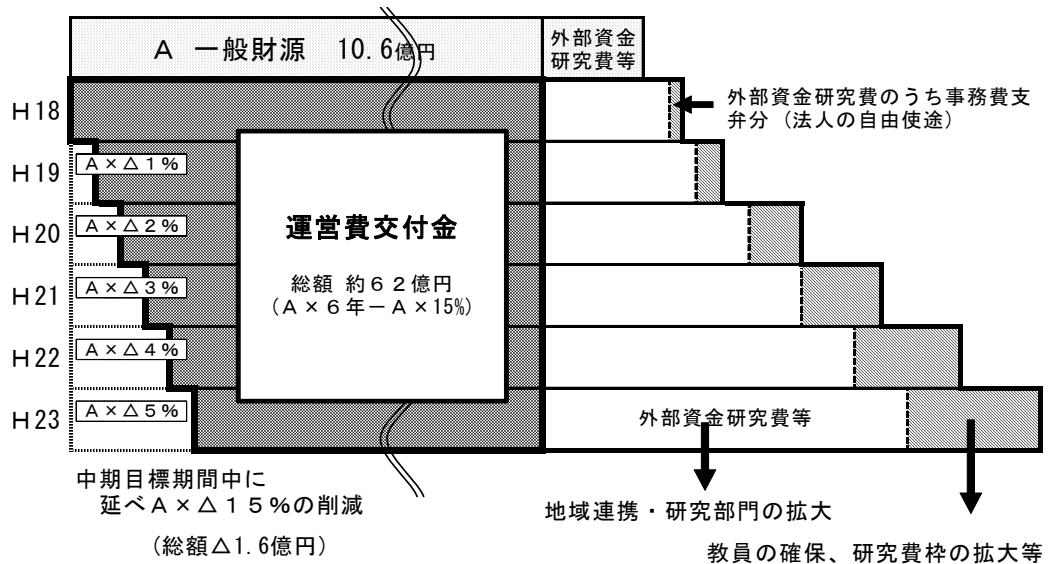 A 一般財源 10.6億円
外部資金
研究費等
H18
外部資金研究費のうち事務費支
弁分（法人の自由使途）
H19
A×△1％
H20
A×△2％
H21
A×△3％
H22
A×△4％
H23
A×△5％
運営費交付金
総額 約62億円
（A×6年－A×15%）
外部資金研究費等
中期目標期間中に
延べA×△15％の削減
（総額△1.6億円）
地域連携・研究部門の拡大
教員の確保、研究費枠の拡大等